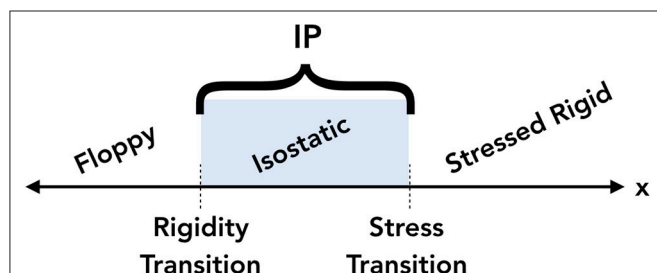 IP
Floppy
Isostatic
Stressed Rigid
x
Rigidity
Transition
Stress
Transition